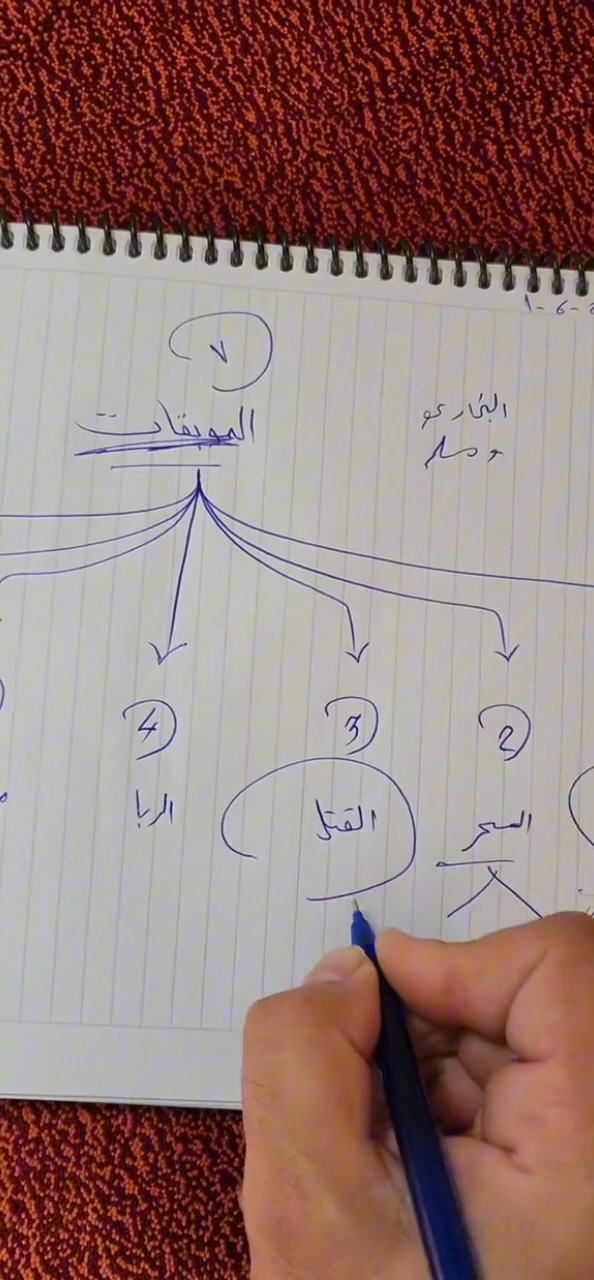 ٧
الموبقات
البخاري
ومسلم
2
3
4
السحر
القتل
الربا